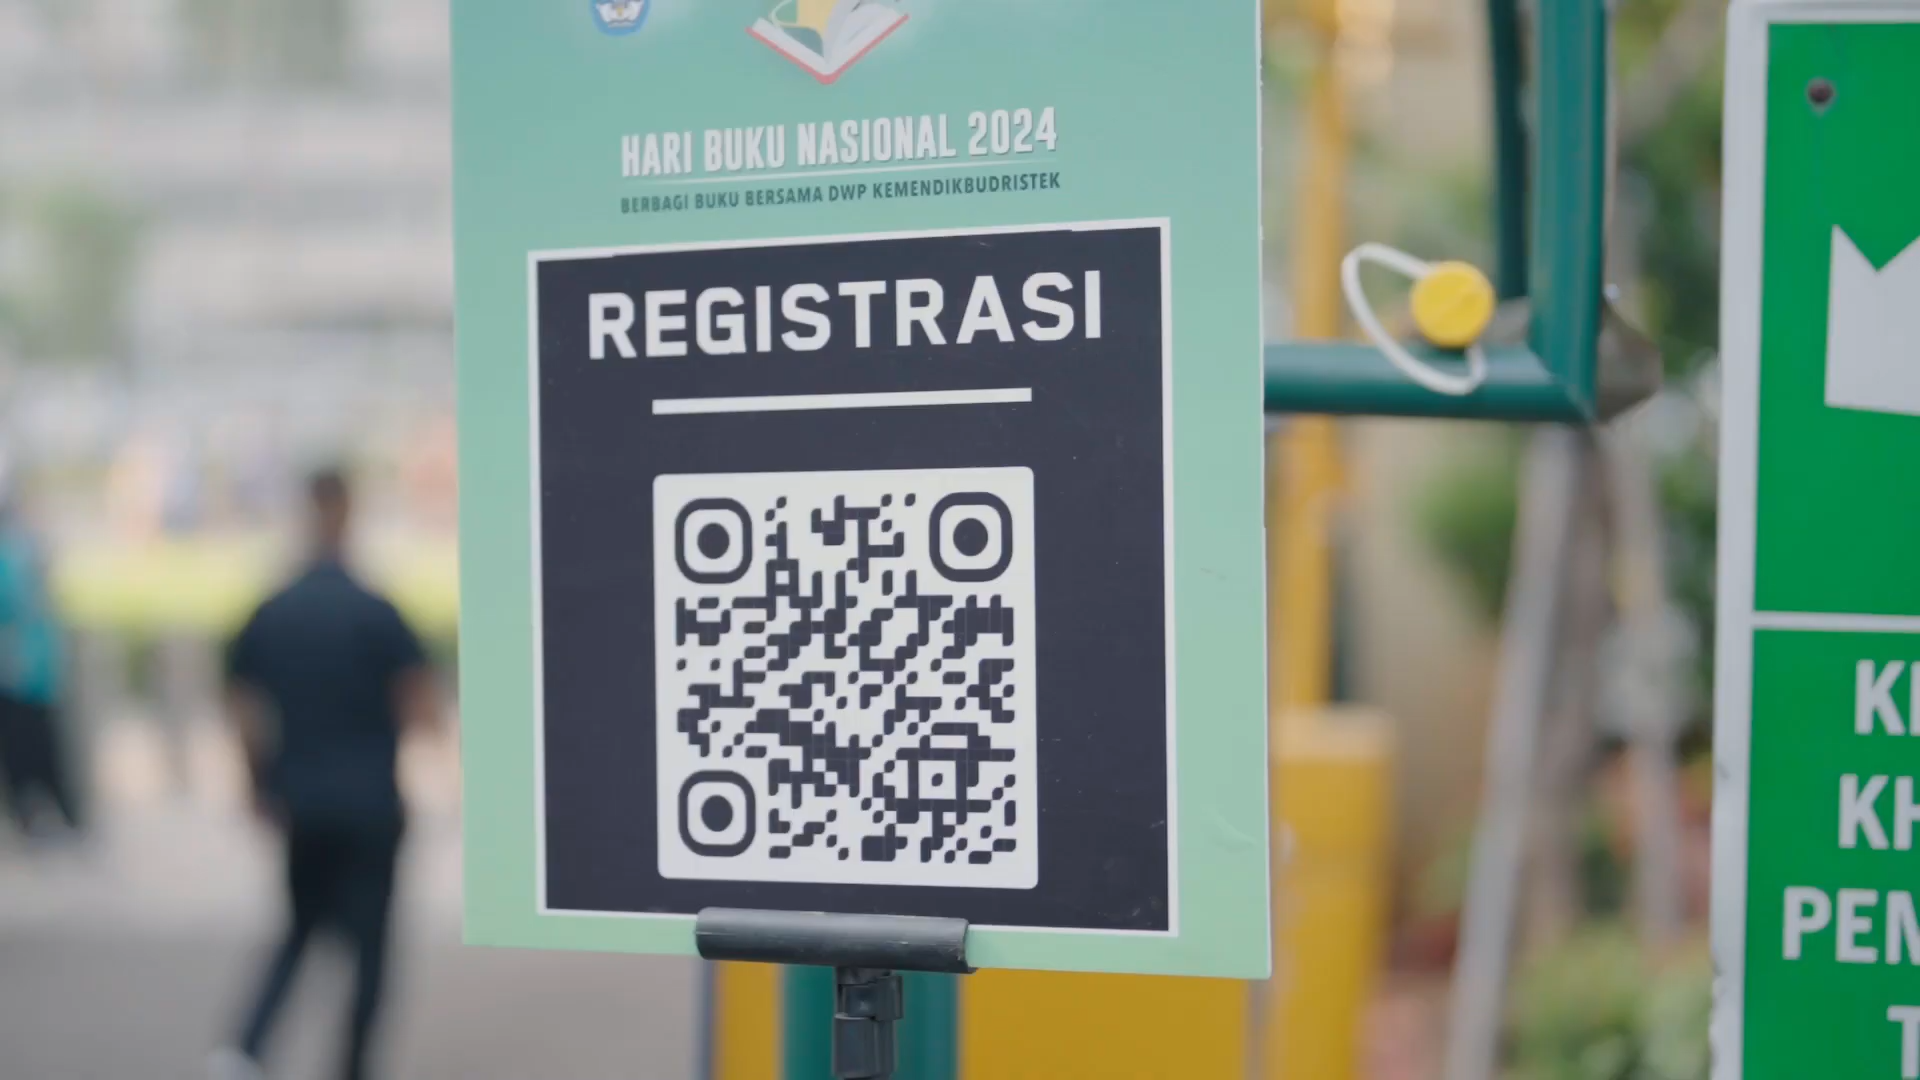 HARI BUKU NASIONAL 2024
BERBAGI BUKU BERSAMA DWP KEMENDIKBUDRISTEK
REGISTRASI